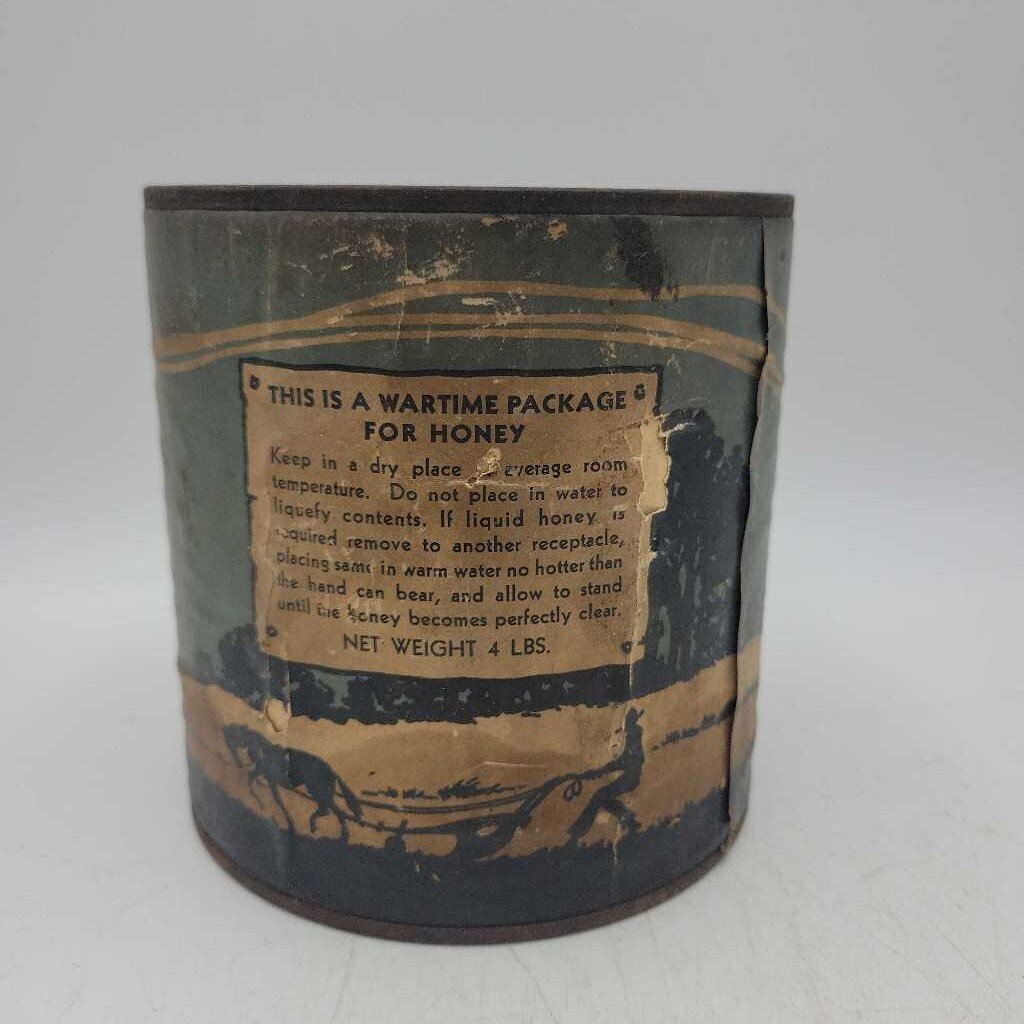 THIS IS A WARTIME PACKAGE
FOR HONEY
Keep in a dry place average room
temperature. Do not place in water to
liquefy contents. If liquid honey is
required remove to another receptacle,
placing same in warm water no hotter than
the hand can bear, and allow to stand
until the honey becomes perfectly clear.
NET WEIGHT 4 LBS.